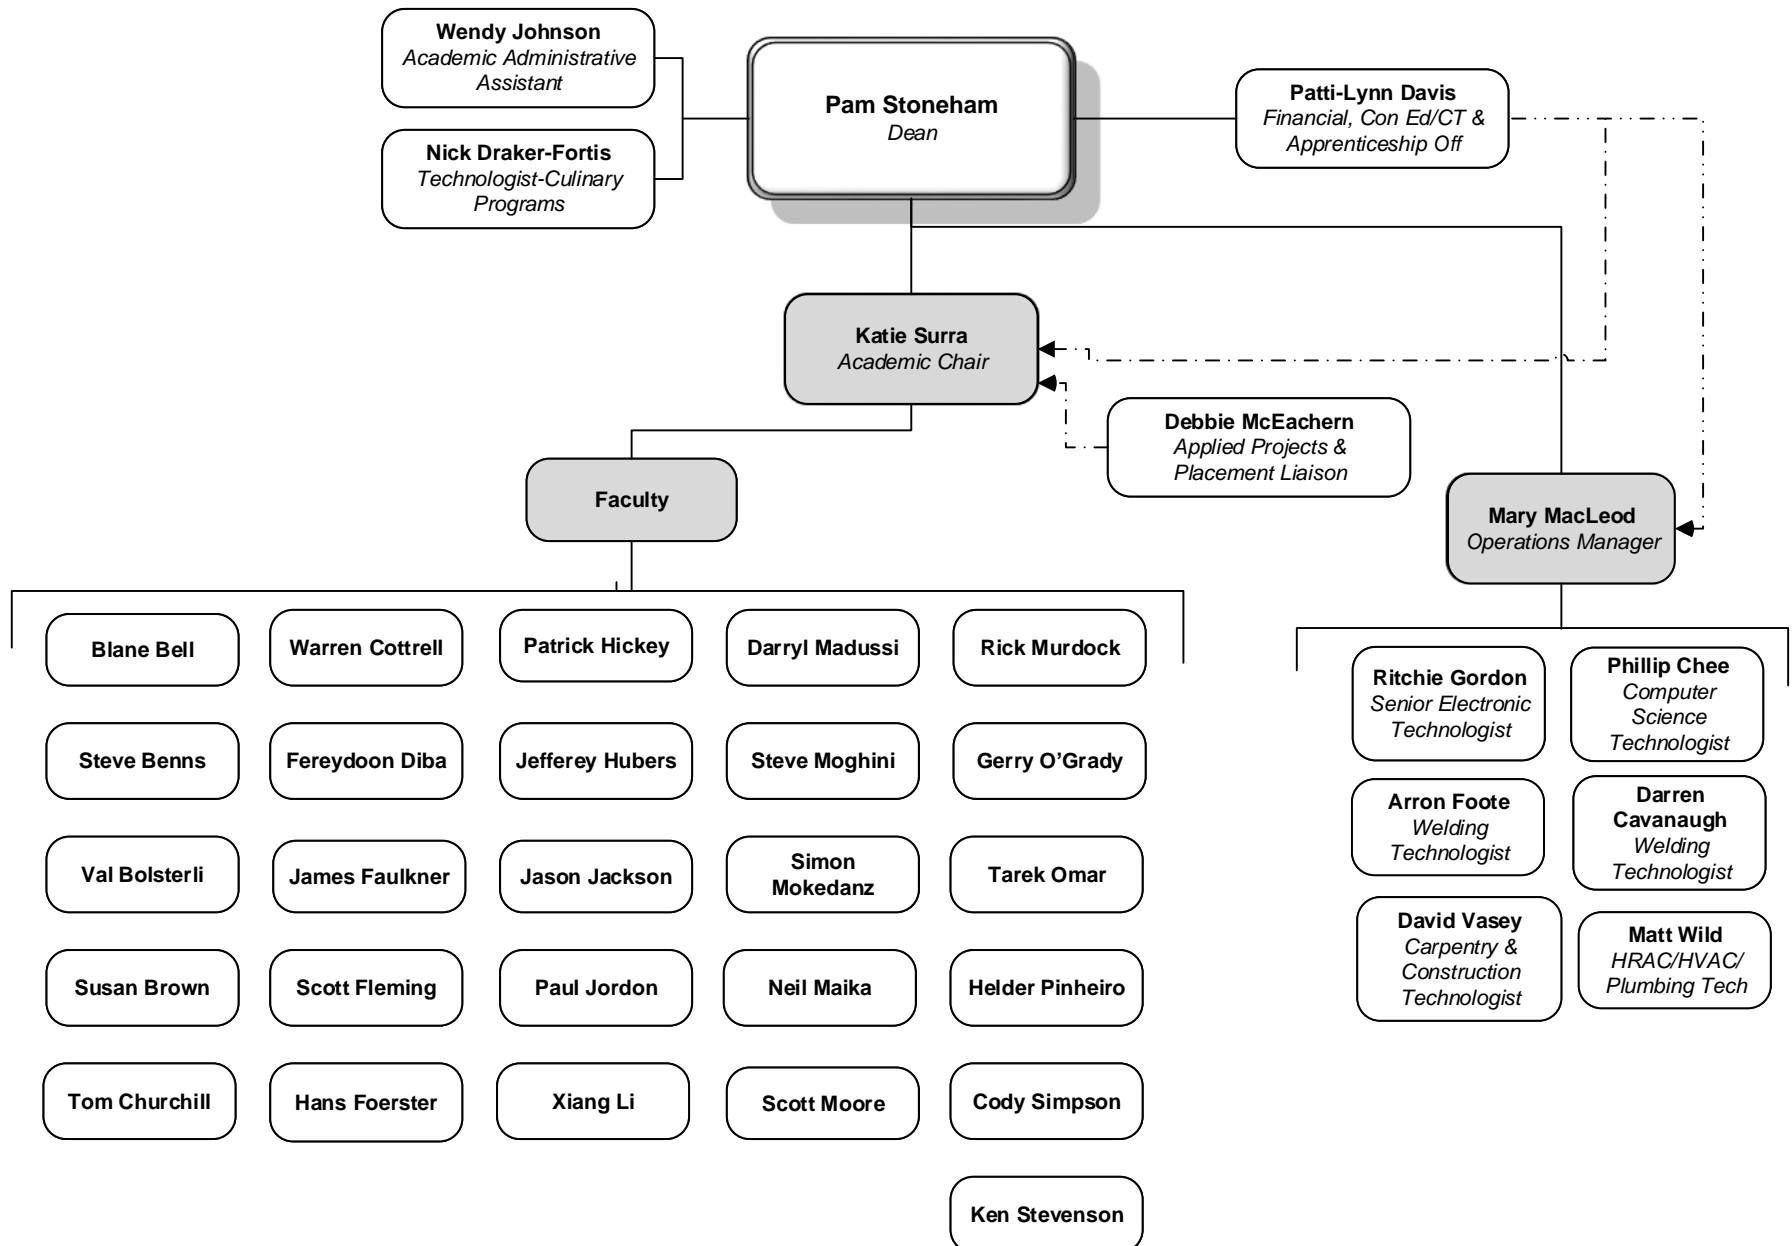 Wendy Johnson
Academic Administrative
Assistant
Nick Draker-Fortis
Technologist-Culinary
Programs
Pam Stoneham
Dean
Patti-Lynn Davis
Financial, Con Ed/CT &
Apprenticeship Off
Katie Surra
Academic Chair
Debbie McEachern
Applied Projects &
Placement Liaison
Faculty
Mary MacLeod
Operations Manager
Blane Bell
Warren Cottrell
Patrick Hickey
Darryl Madussi
Rick Murdock
Steve Benns
Fereydoon Diba
Jefferey Hubers
Steve Moghini
Gerry O'Grady
Val Bolsterli
James Faulkner
Jason Jackson
Simon
Mokedanz
Tarek Omar
Susan Brown
Scott Fleming
Paul Jordon
Neil Maika
Helder Pinheiro
Tom Churchill
Hans Foerster
Xiang Li
Scott Moore
Cody Simpson
Ken Stevenson
Ritchie Gordon
Senior Electronic
Technologist
Phillip Chee
Computer
Science
Technologist
Arron Foote
Welding
Technologist
Darren
Cavanaugh
Welding
Technologist
David Vasey
Carpentry &
Construction
Technologist
Matt Wild
HRAC/HVAC/
Plumbing Tech